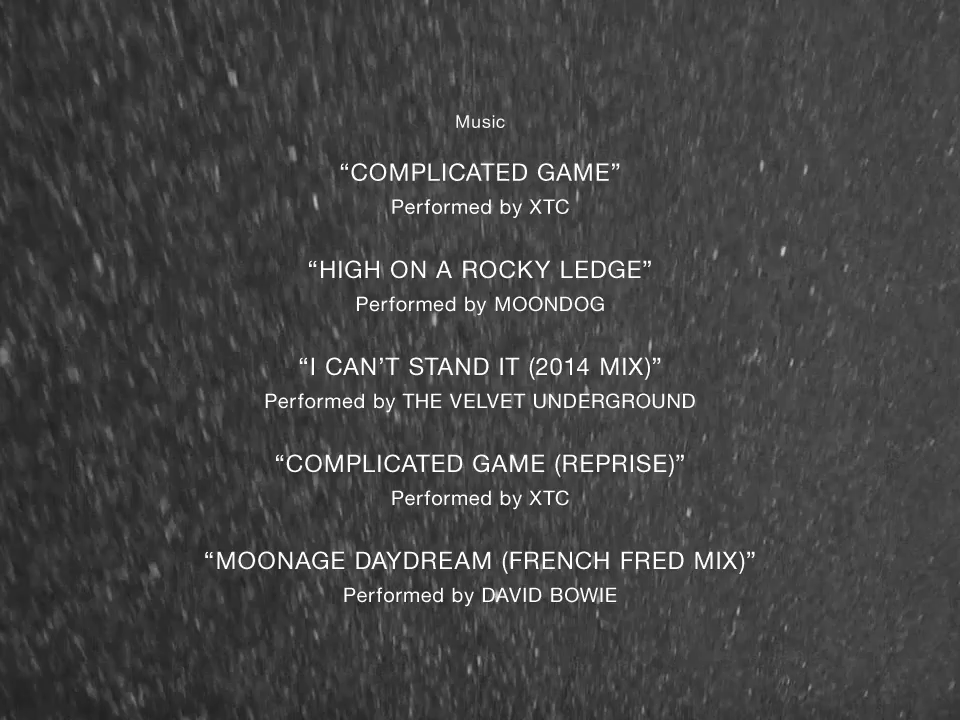 Music
“COMPLICATED GAME”
Performed by XTC
“HIGH ON A ROCKY LEDGE”
Performed by MOONDOG
“I CAN’T STAND IT (2014 MIX)”
Performed by THE VELVET UNDERGROUND
“COMPLICATED GAME (REPRISE)”
Performed by XTC
“MOONAGE DAYDREAM (FRENCH FRED MIX)”
Performed by DAVID BOWIE